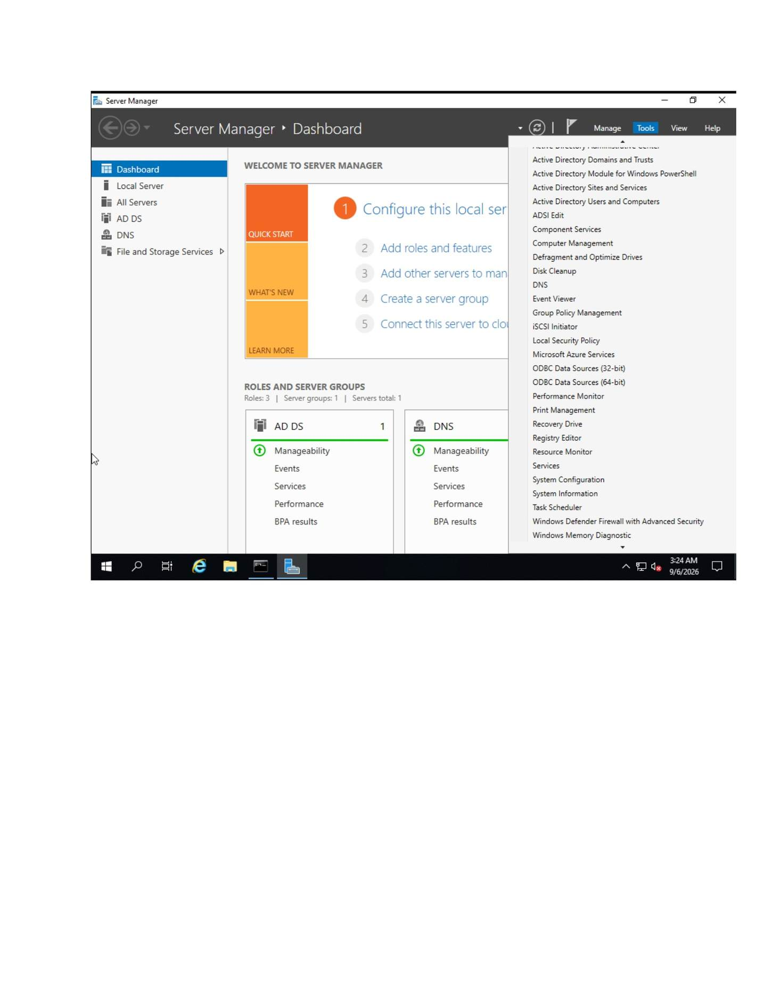 Server Manager
Server Manager • Dashboard
Manage
Tools
View
Help
Dashboard
Local Server
All Servers
AD DS
DNS
File and Storage Services
WELCOME TO SERVER MANAGER
QUICK START
WHAT'S NEW
LEARN MORE
1 Configure this local ser
2 Add roles and features
3 Add other servers to man
4 Create a server group
5 Connect this server to clou
ROLES AND SERVER GROUPS
Roles: 3 | Server groups: 1 | Servers total: 1
AD DS 1
Manageability
Events
Services
Performance
BPA results
DNS
Manageability
Events
Services
Performance
BPA results
Active Directory Administrative Center
Active Directory Domains and Trusts
Active Directory Module for Windows PowerShell
Active Directory Sites and Services
Active Directory Users and Computers
ADSI Edit
Component Services
Computer Management
Defragment and Optimize Drives
Disk Cleanup
DNS
Event Viewer
Group Policy Management
iSCSI Initiator
Local Security Policy
Microsoft Azure Services
ODBC Data Sources (32-bit)
ODBC Data Sources (64-bit)
Performance Monitor
Print Management
Recovery Drive
Registry Editor
Resource Monitor
Services
System Configuration
System Information
Task Scheduler
Windows Defender Firewall with Advanced Security
Windows Memory Diagnostic
3:24 AM
9/6/2026